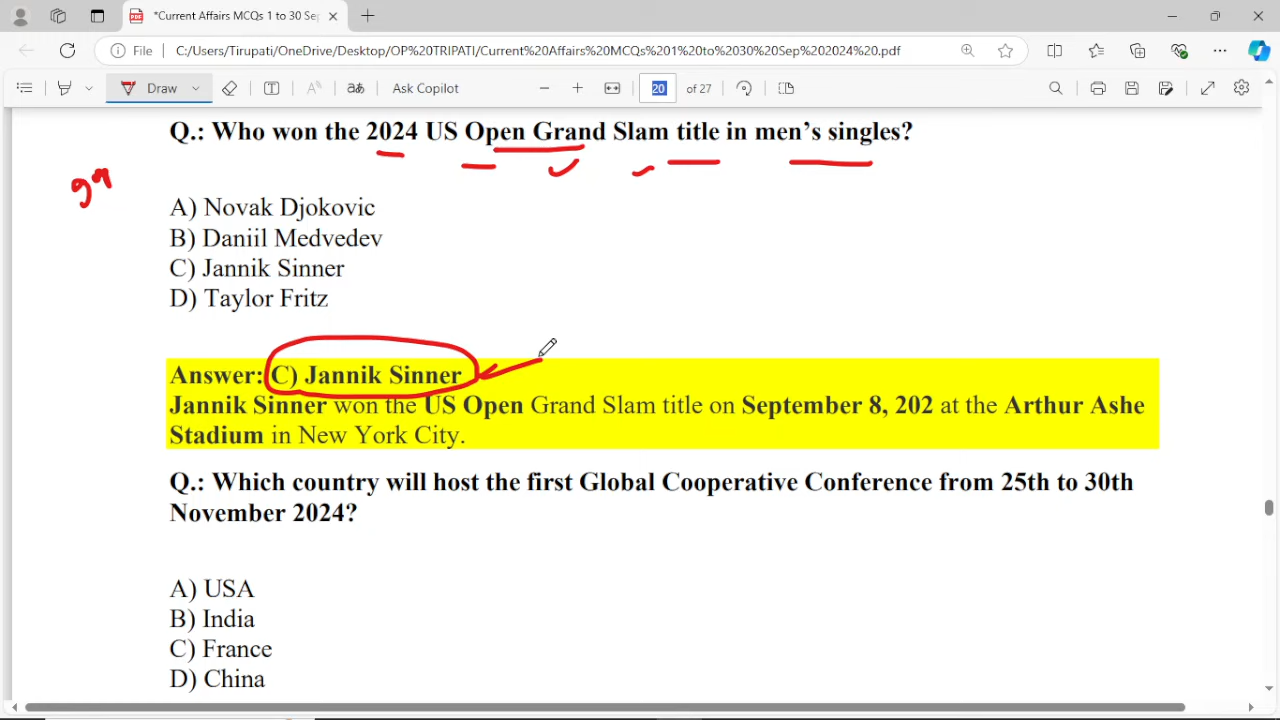 *Current Affairs MCQs 1 to 30 Sep
File C:/Users/Tirupati/OneDrive/Desktop/OP%20TRIPATI/Current%20Affairs%20MCQs%201%20to%2030%20Sep%202024%20.pdf
Draw Ask Copilot 20 of 27
Q.: Who won the 2024 US Open Grand Slam title in men’s singles?
A) Novak Djokovic
B) Daniil Medvedev
C) Jannik Sinner
D) Taylor Fritz
Answer: C) Jannik Sinner
Jannik Sinner won the US Open Grand Slam title on September 8, 202 at the Arthur Ashe
Stadium in New York City.
Q.: Which country will host the first Global Cooperative Conference from 25th to 30th
November 2024?
A) USA
B) India
C) France
D) China